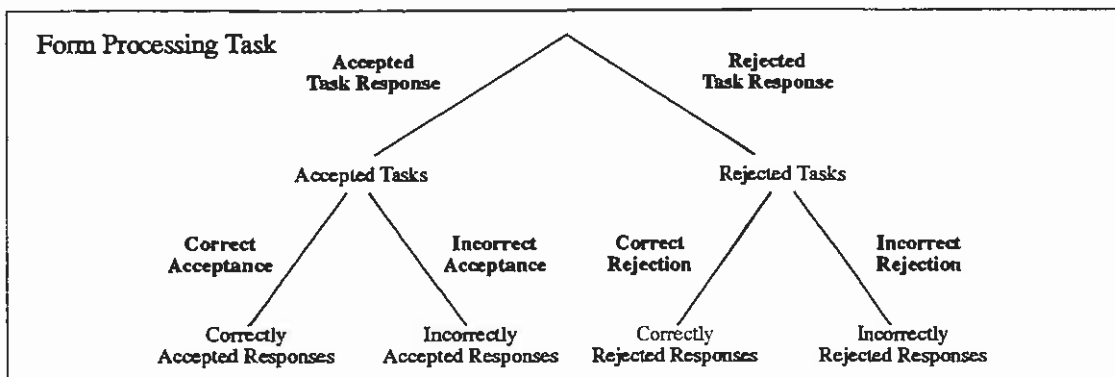 Form Processing Task
Accepted
Task Response
Rejected
Task Response
Accepted Tasks
Rejected Tasks
Correct
Acceptance
Incorrect
Acceptance
Correct
Rejection
Incorrect
Rejection
Correctly
Accepted Responses
Incorrectly
Accepted Responses
Correctly
Rejected Responses
Incorrectly
Rejected Responses